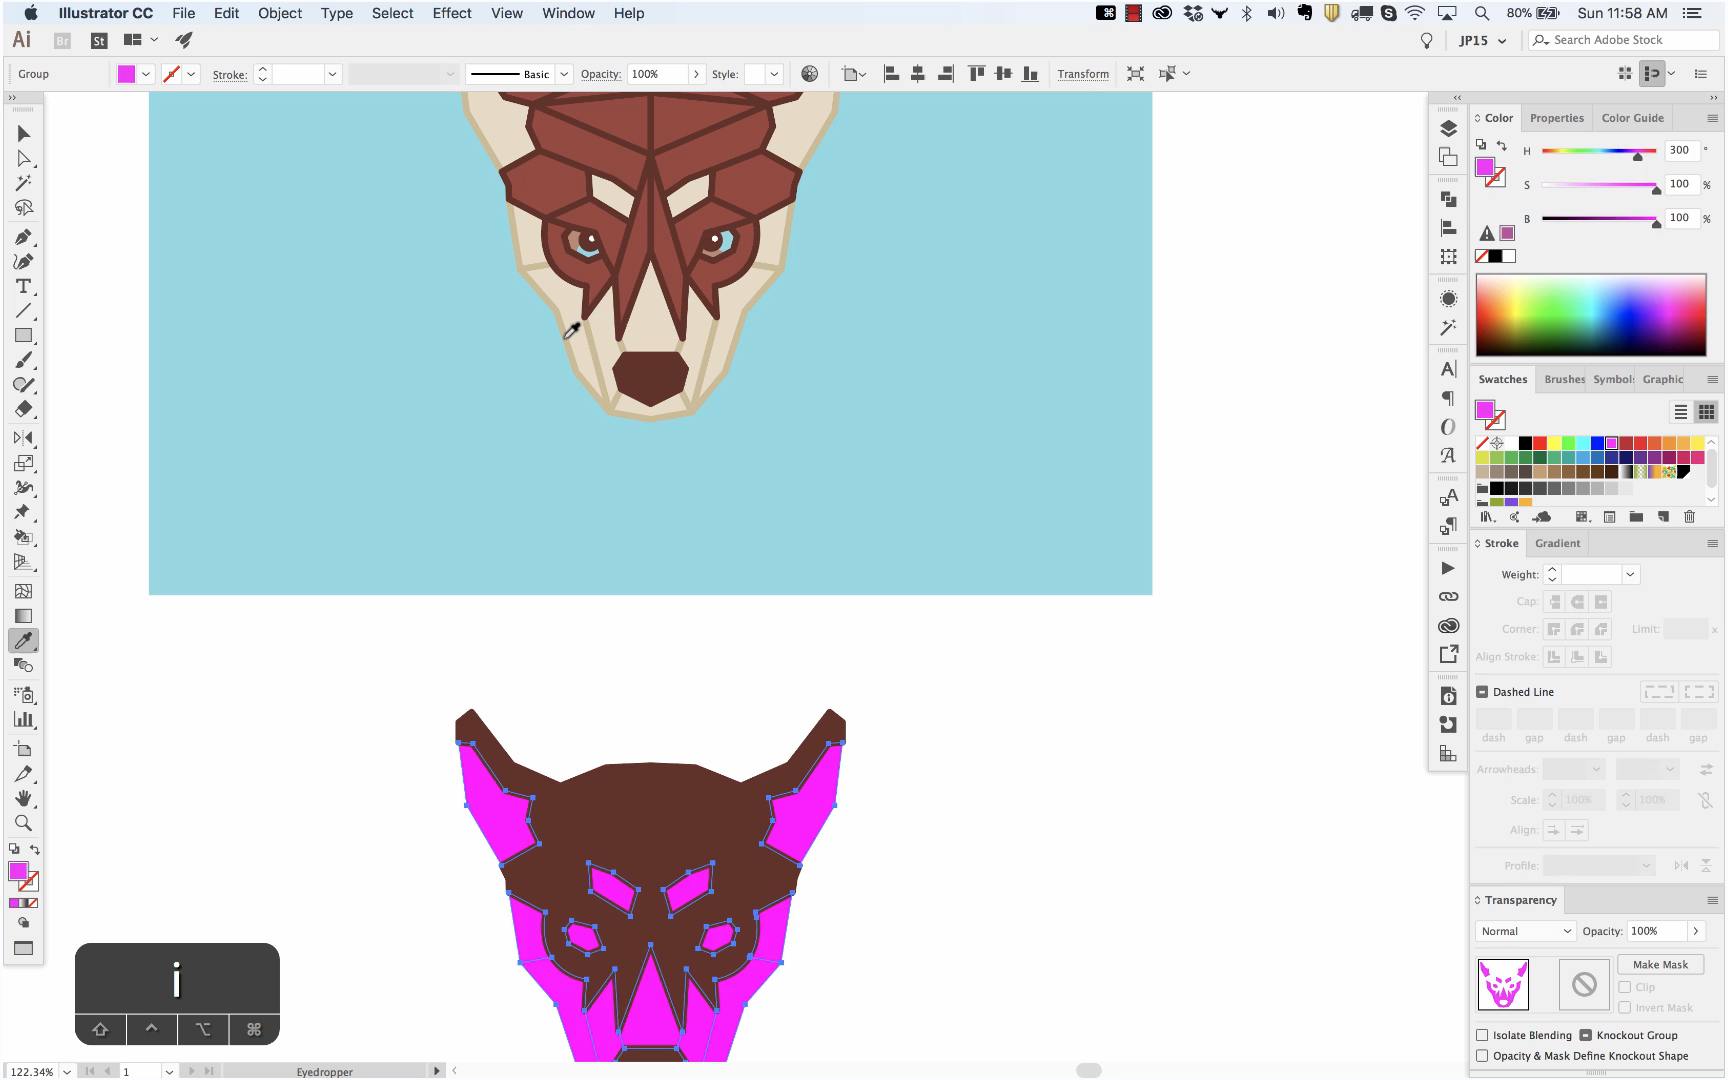 Illustrator CC File Edit Object Type Select Effect View Window Help 80% Sun 11:58 AM
Ai Br St JP15 Search Adobe Stock
Group Stroke: Basic Opacity: 100% Style: Transform
Color Properties Color Guide
H 300 °
S 100 %
B 100 %
Swatches Brushes Symbol Graphic
Stroke Gradient
Weight:
Cap:
Corner: Limit: x
Align Stroke:
Dashed Line
dash gap dash gap dash gap
Arrowheads:
Scale: 100% 100%
Align:
Profile:
Transparency
Normal Opacity: 100%
Make Mask
Clip
Invert Mask
Isolate Blending Knockout Group
Opacity & Mask Define Knockout Shape
i
122.34% 1 Eyedropper